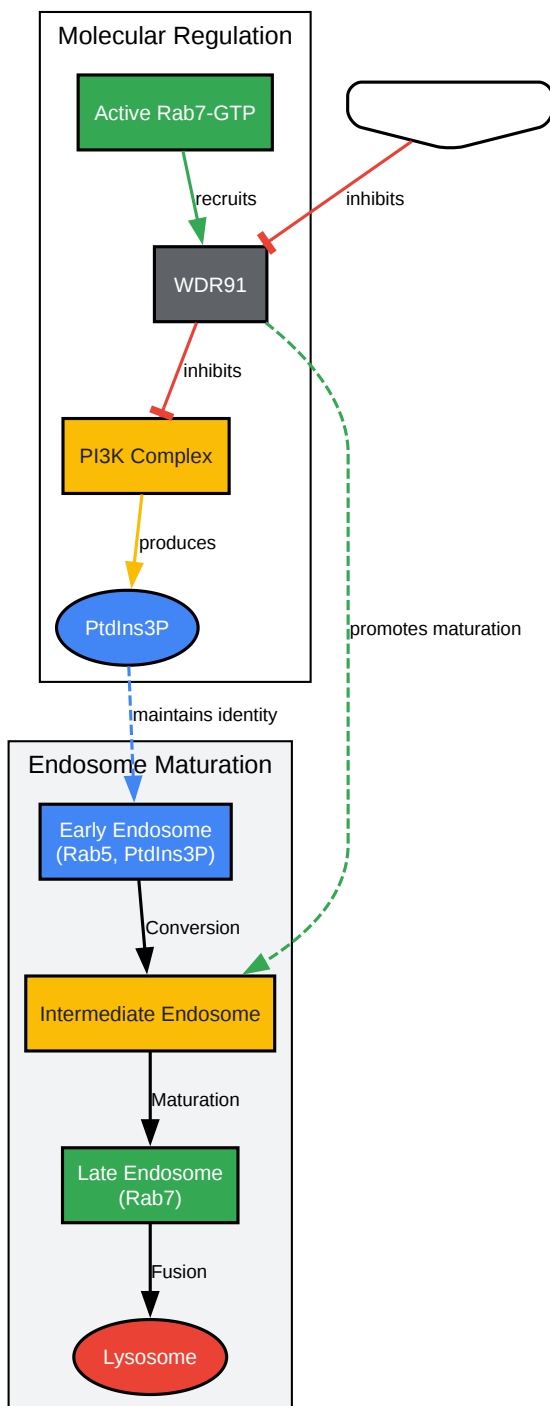 Molecular Regulation
Active Rab7-GTP
recruits
inhibits
WDR91
inhibits
PI3K Complex
produces
PtdIns3P
promotes maturation
maintains identity
Endosome Maturation
Early Endosome
(Rab5, PtdIns3P)
Conversion
Intermediate Endosome
Maturation
Late Endosome
(Rab7)
Fusion
Lysosome